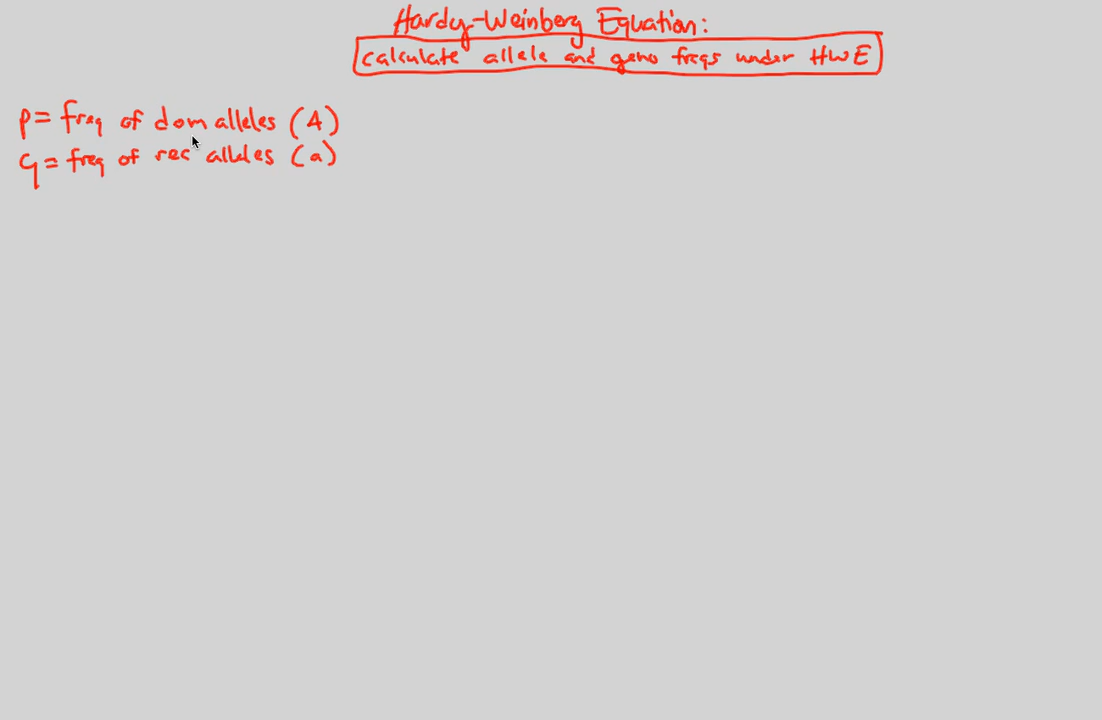 Hardy-Weinberg Equation:
calculate allele and geno freqs under HWE
p = freq of dom alleles (A)
q = freq of rec alleles (a)